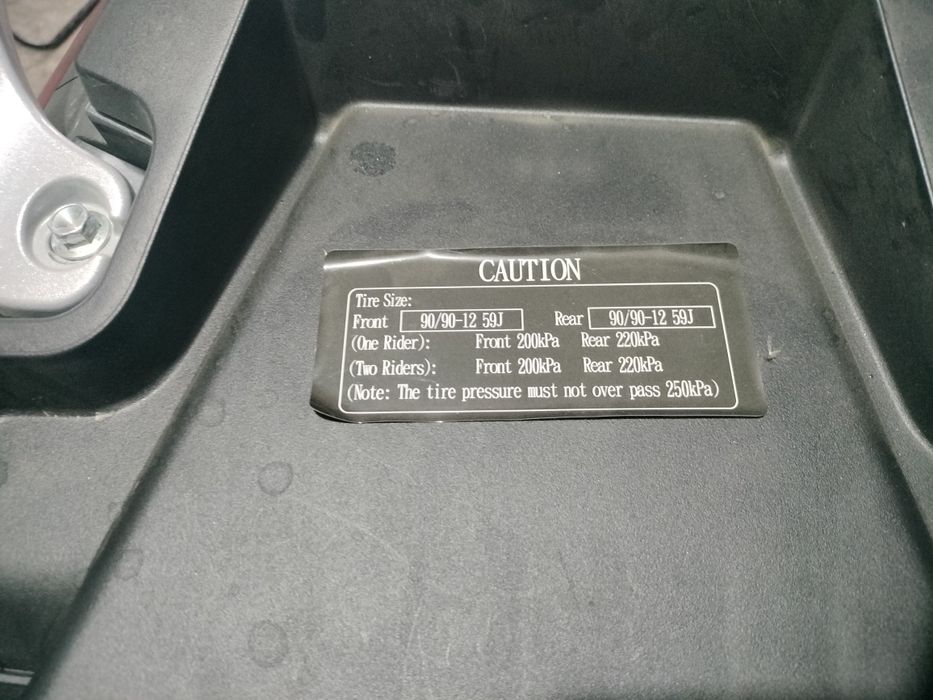 CAUTION
Tire Size:
Front 90/90-12 59J Rear 90/90-12 59J
(One Rider): Front 200kPa Rear 220kPa
(Two Riders): Front 200kPa Rear 220kPa
(Note: The tire pressure must not over pass 250kPa)